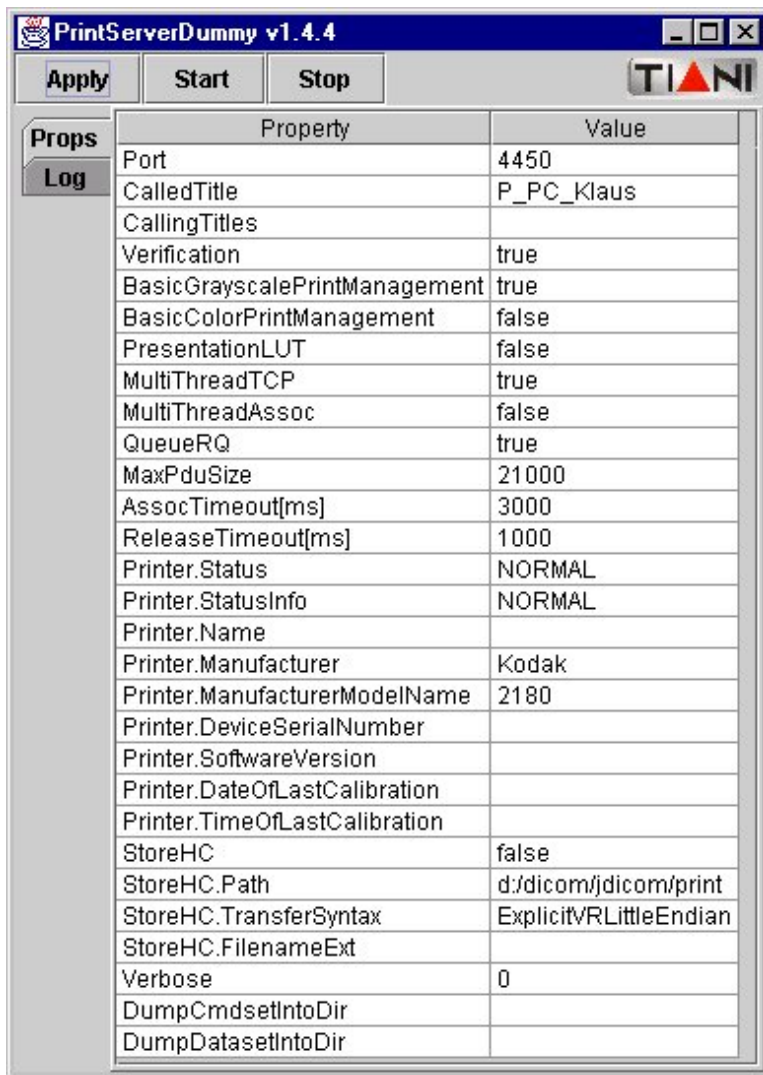 PrintServerDummy v1.4.4
Apply Start Stop TIANI
Props
Log
Property Value
Port 4450
CalledTitle P_PC_Klaus
CallingTitles
Verification true
BasicGrayscalePrintManagement true
BasicColorPrintManagement false
PresentationLUT false
MultiThreadTCP true
MultiThreadAssoc false
QueueRQ true
MaxPduSize 21000
AssocTimeout[ms] 3000
ReleaseTimeout[ms] 1000
Printer.Status NORMAL
Printer.StatusInfo NORMAL
Printer.Name
Printer.Manufacturer Kodak
Printer.ManufacturerModelName 2180
Printer.DeviceSerialNumber
Printer.SoftwareVersion
Printer.DateOfLastCalibration
Printer.TimeOfLastCalibration
StoreHC false
StoreHC.Path d:/dicom/jdicom/print
StoreHC.TransferSyntax ExplicitVRLittleEndian
StoreHC.FilenameExt
Verbose 0
DumpCmdsetIntoDir
DumpDatasetIntoDir